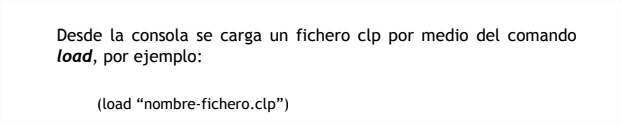 Desde la consola se carga un fichero clp por medio del comando
load, por ejemplo:
(load “nombre-fichero.clp”)